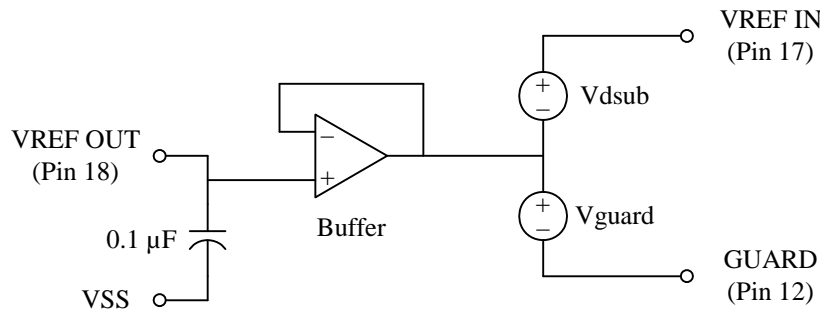 VREF IN
(Pin 17)
+
−
Vdsub
VREF OUT
(Pin 18)
−
+
Buffer
+
−
Vguard
0.1 µF
VSS
GUARD
(Pin 12)